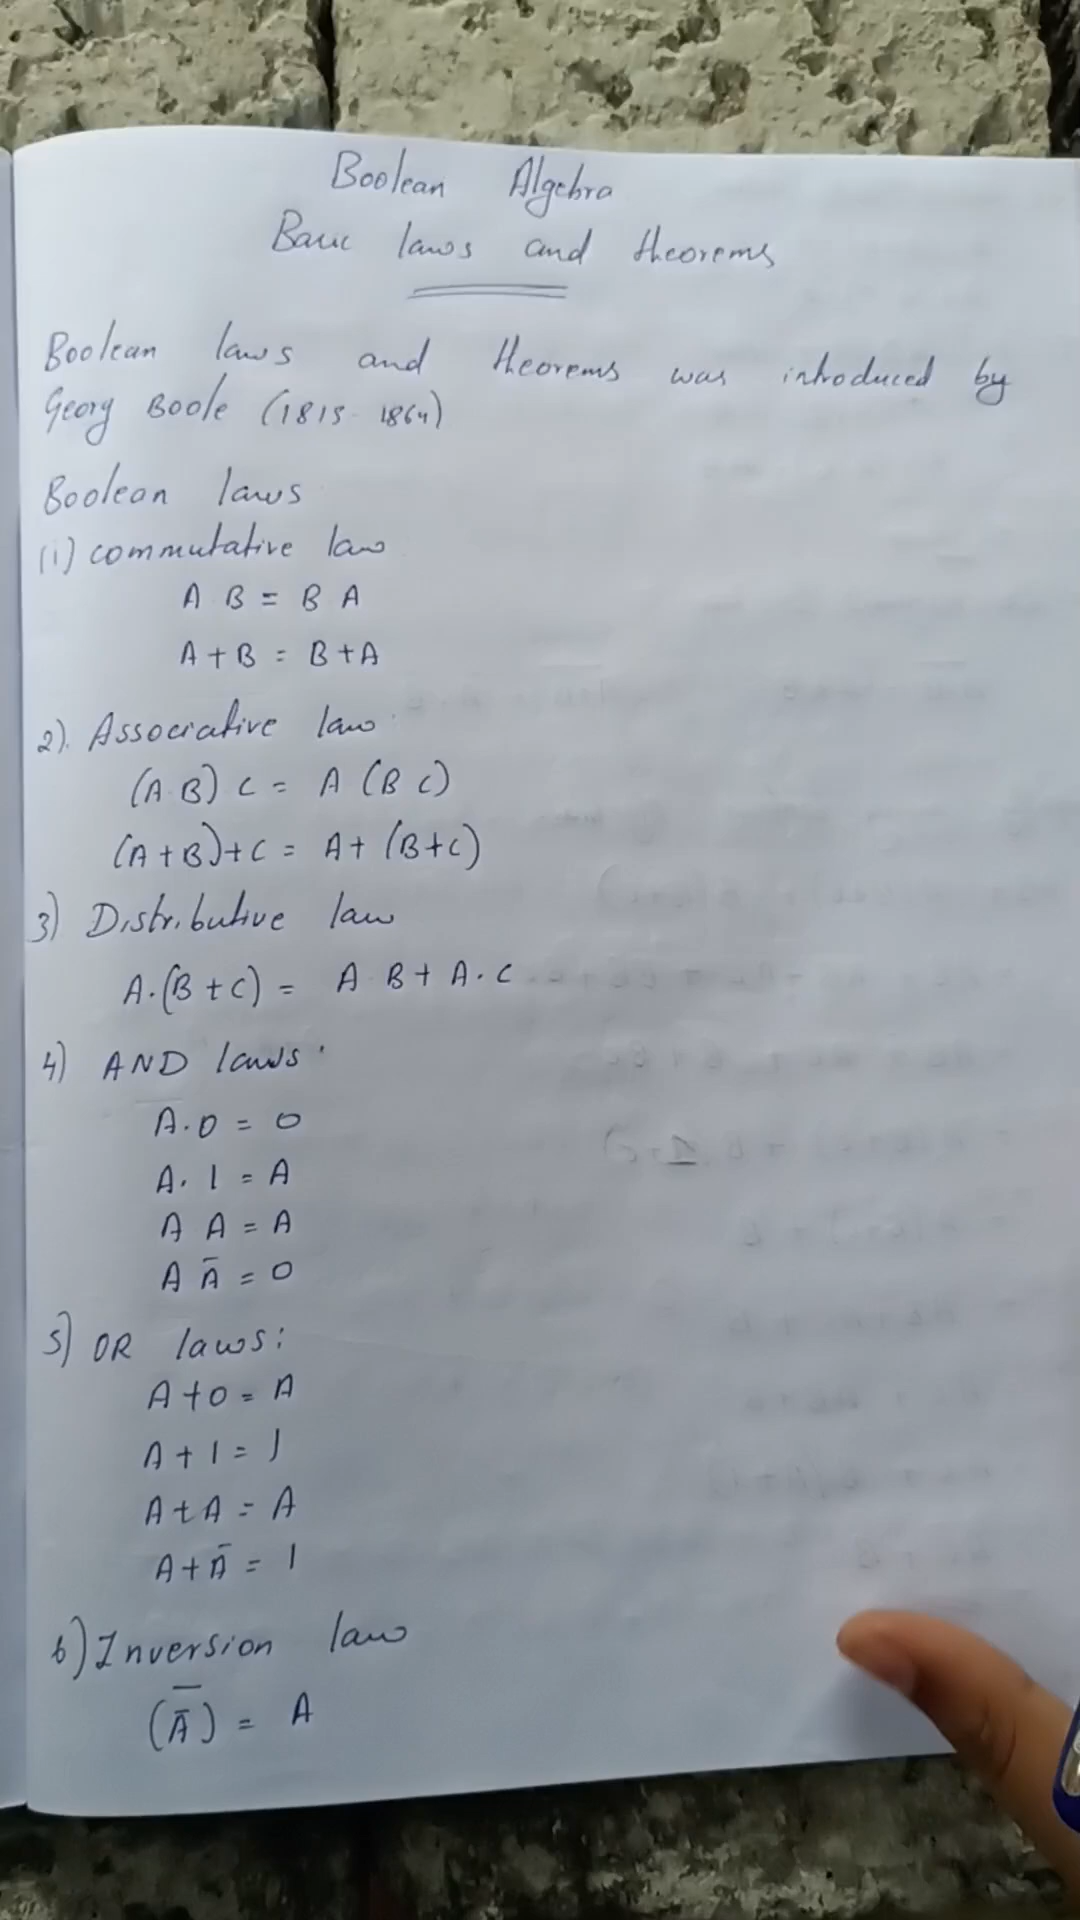 Boolean Algebra
Basic laws and theorems
Boolean laws and theorems was introduced by
Georg Boole (1815-1864)
Boolean laws
(1) commutative law
A·B = B·A
A+B = B+A
2). Associative law
(A·B) C = A (B C)
(A+B)+C = A+ (B+C)
3) Distributive law
A.(B+C) = A·B + A.C
4) AND laws:
A.0 = 0
A.1 = A
A A = A
A Ā = 0
5) OR laws:
A+0 = A
A+1 = 1
A+A = A
A+Ā = 1
6) Inversion law
(Ā̄) = A